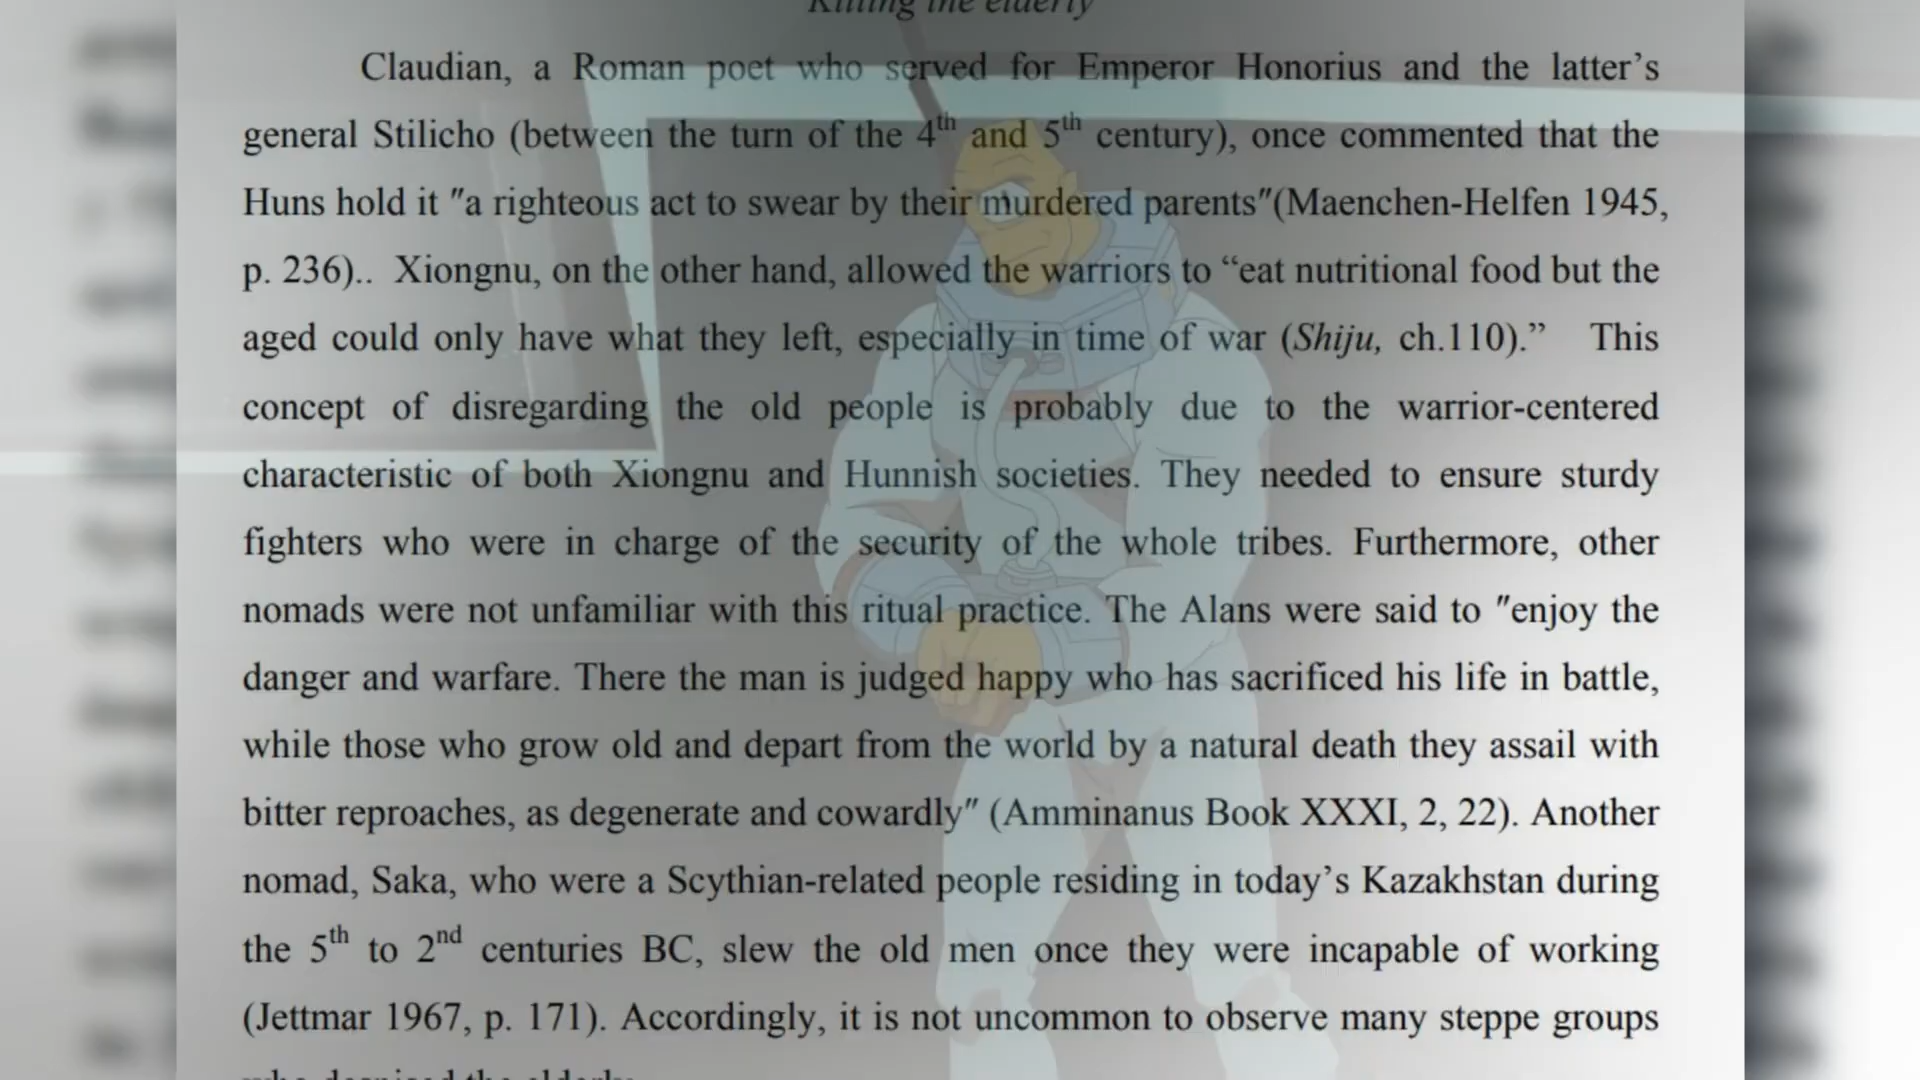 Killing the elderly
Claudian, a Roman poet who served for Emperor Honorius and the latter's
general Stilicho (between the turn of the 4th and 5th century), once commented that the
Huns hold it "a righteous act to swear by their murdered parents"(Maenchen-Helfen 1945,
p. 236).. Xiongnu, on the other hand, allowed the warriors to “eat nutritional food but the
aged could only have what they left, especially in time of war (Shiju, ch.110).” This
concept of disregarding the old people is probably due to the warrior-centered
characteristic of both Xiongnu and Hunnish societies. They needed to ensure sturdy
fighters who were in charge of the security of the whole tribes. Furthermore, other
nomads were not unfamiliar with this ritual practice. The Alans were said to "enjoy the
danger and warfare. There the man is judged happy who has sacrificed his life in battle,
while those who grow old and depart from the world by a natural death they assail with
bitter reproaches, as degenerate and cowardly" (Amminanus Book XXXI, 2, 22). Another
nomad, Saka, who were a Scythian-related people residing in today’s Kazakhstan during
the 5th to 2nd centuries BC, slew the old men once they were incapable of working
(Jettmar 1967, p. 171). Accordingly, it is not uncommon to observe many steppe groups
who despised the elderly.